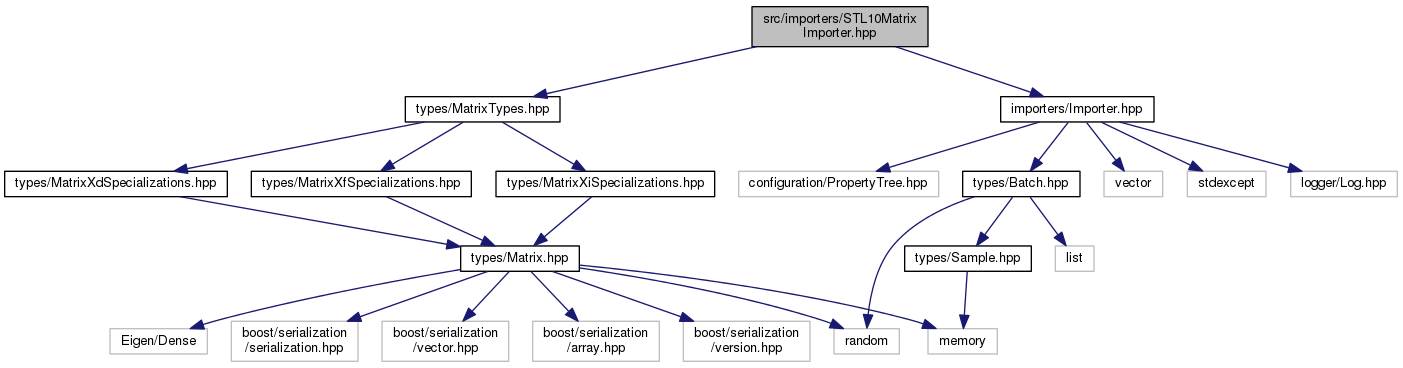 src/importers/STL10Matrix
Importer.hpp
types/MatrixTypes.hpp
importers/Importer.hpp
types/MatrixXdSpecializations.hpp
types/MatrixXfSpecializations.hpp
types/MatrixXiSpecializations.hpp
configuration/PropertyTree.hpp
types/Batch.hpp
vector
stdexcept
logger/Log.hpp
types/Matrix.hpp
types/Sample.hpp
list
Eigen/Dense
boost/serialization
/serialization.hpp
boost/serialization
/vector.hpp
boost/serialization
/array.hpp
boost/serialization
/version.hpp
random
memory